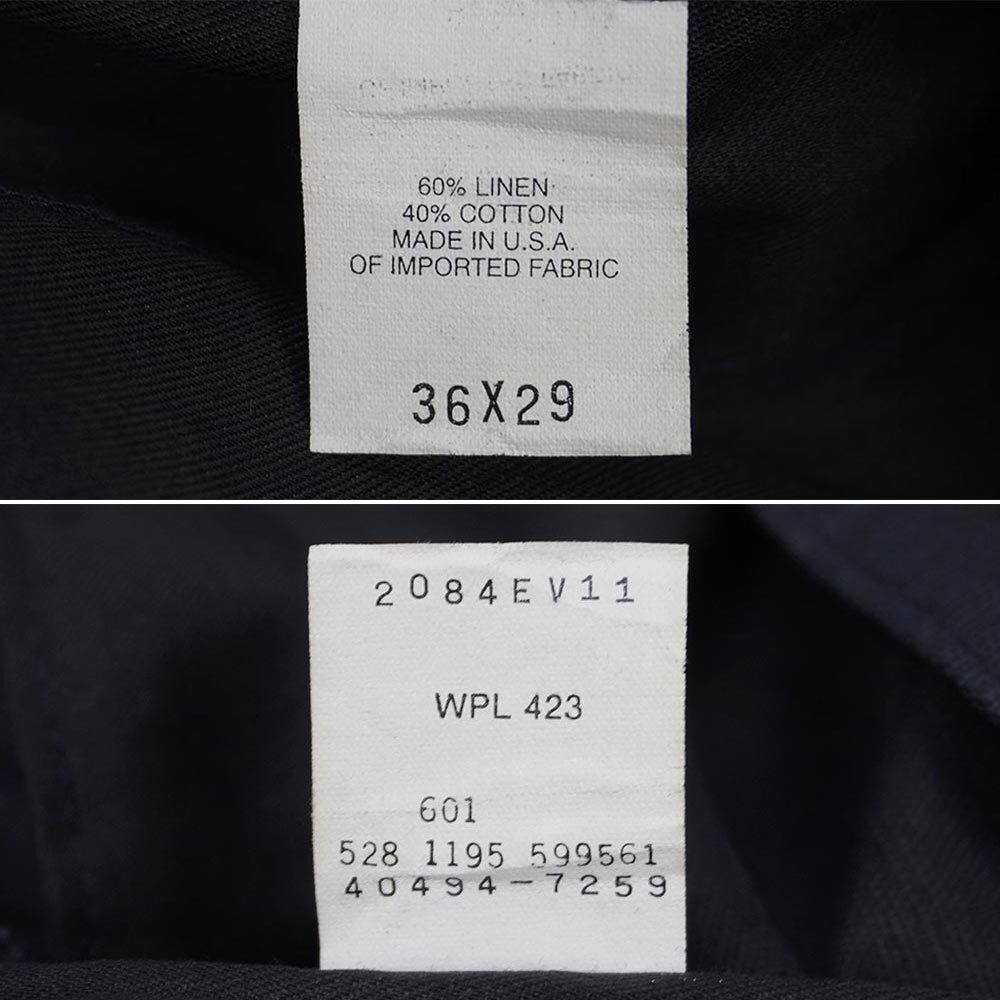 60% LINEN
40% COTTON
MADE IN U.S.A.
OF IMPORTED FABRIC
36X29
2084EV11
WPL 423
601
528 1195 599561
40494-7259